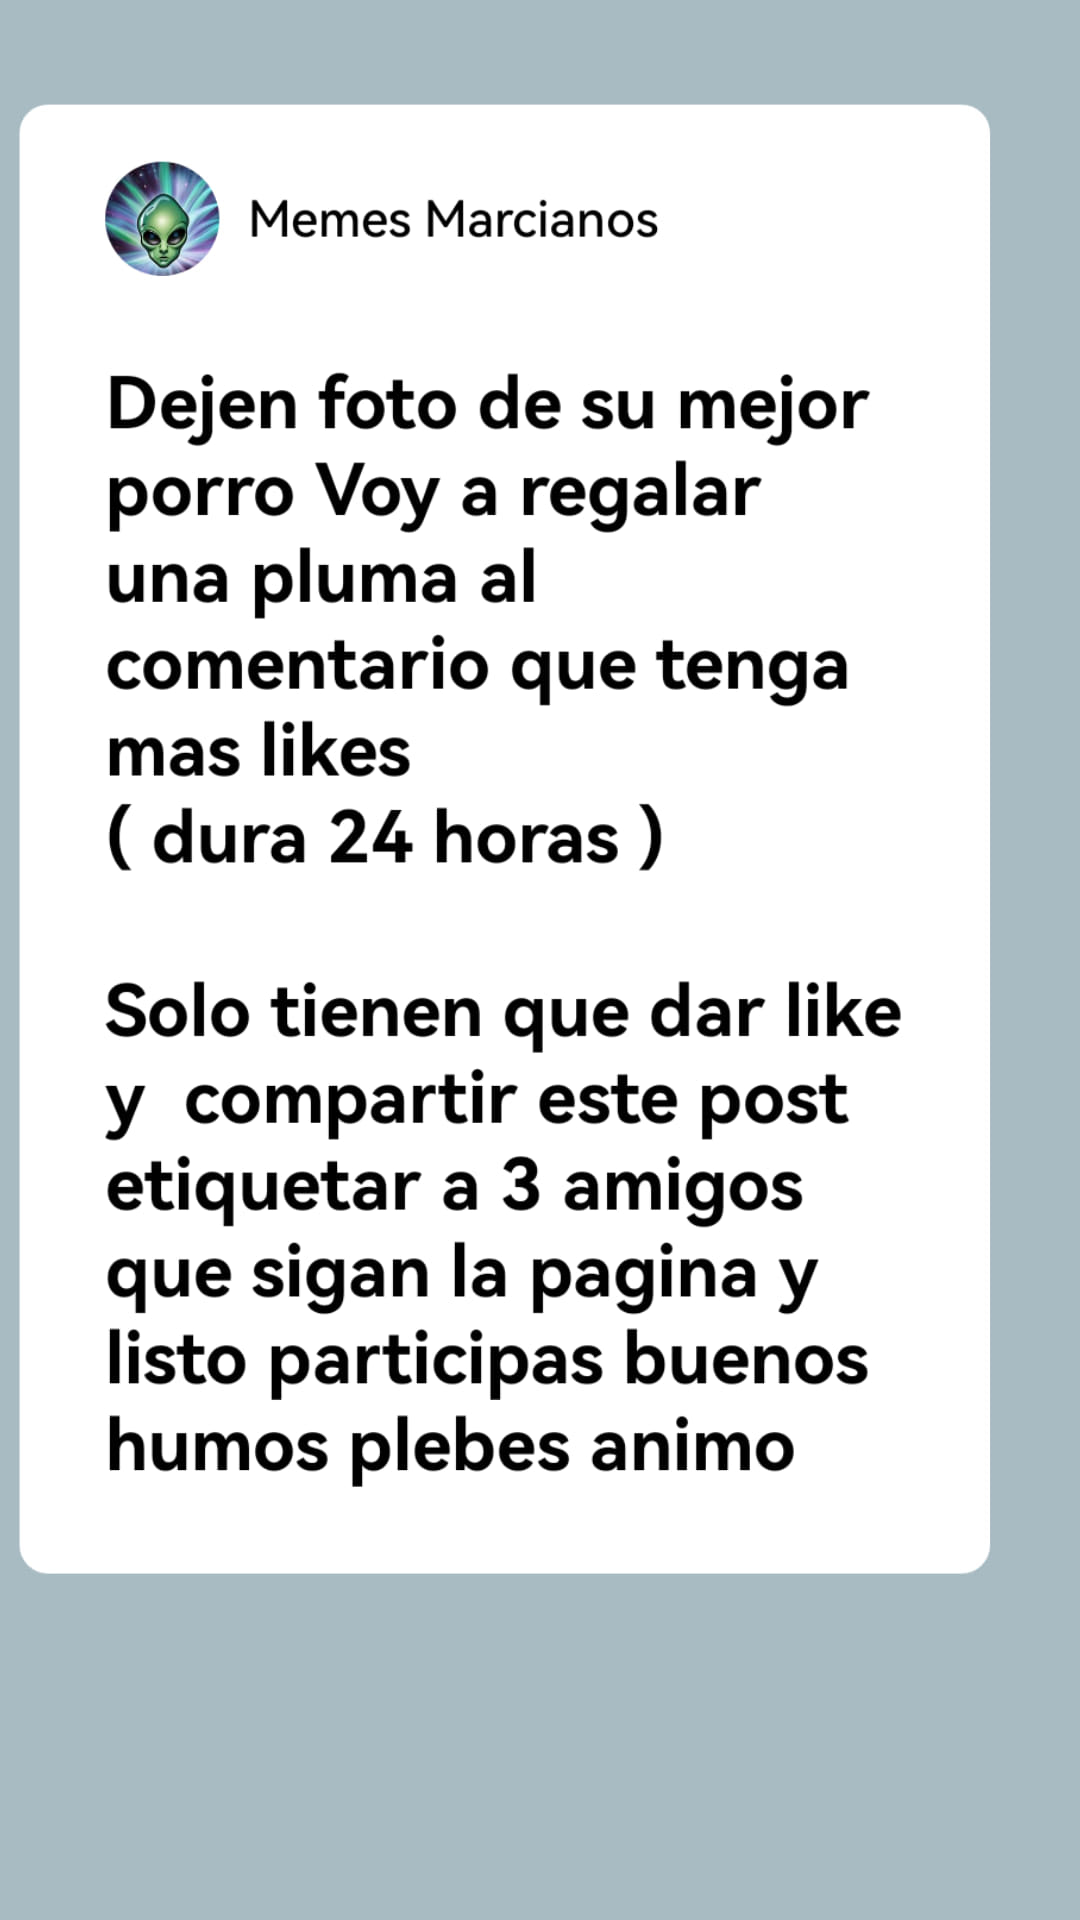 Memes Marcianos
Dejen foto de su mejor
porro Voy a regalar
una pluma al
comentario que tenga
mas likes
( dura 24 horas )
Solo tienen que dar like
y  compartir este post
etiquetar a 3 amigos
que sigan la pagina y
listo participas buenos
humos plebes animo